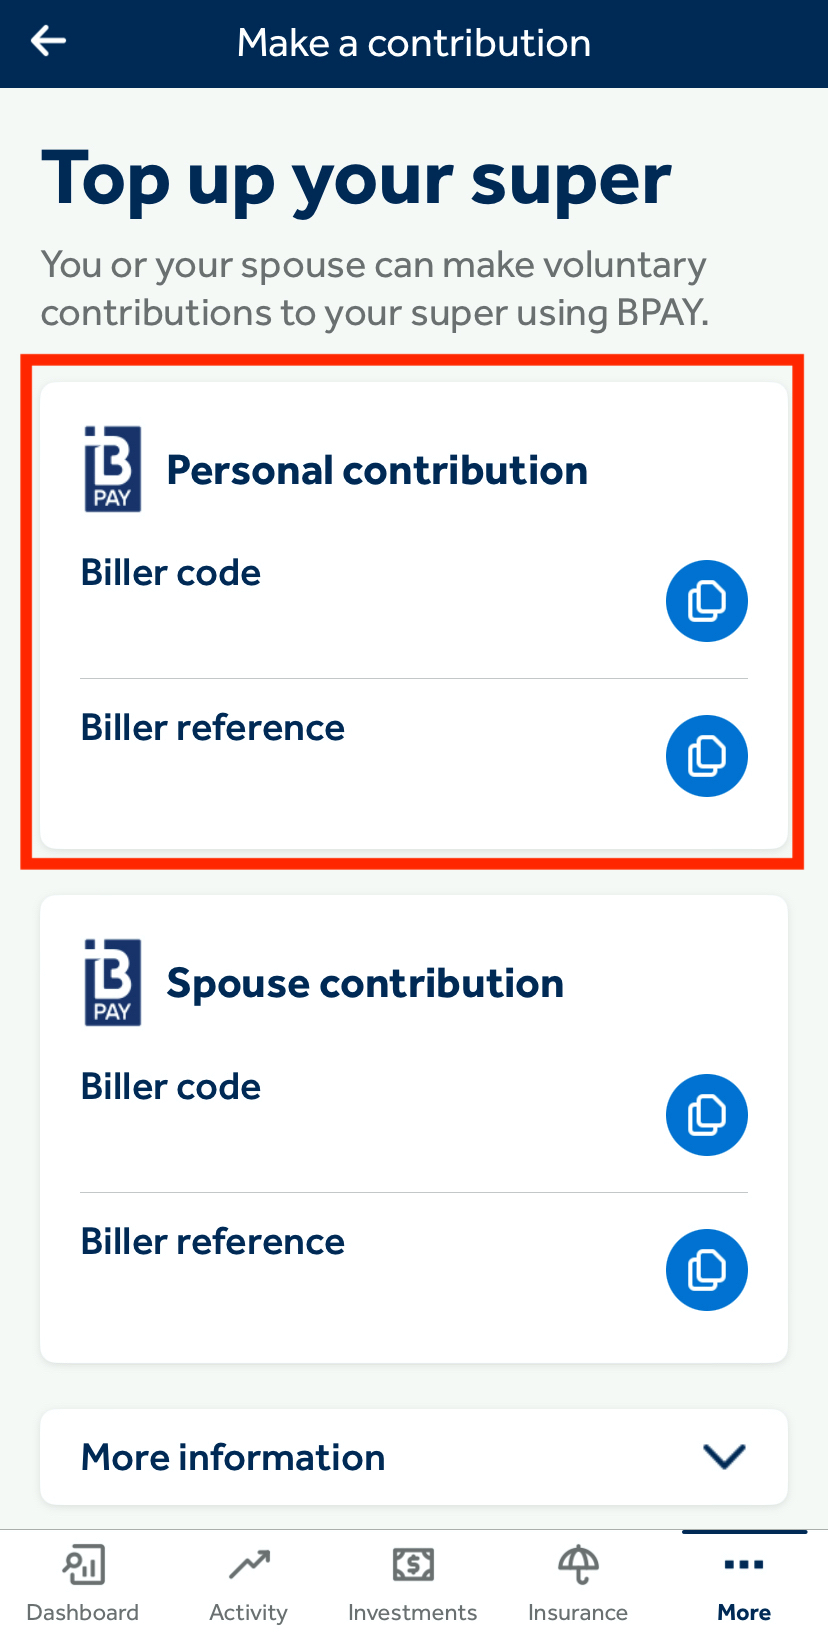 Make a contribution
Top up your super
You or your spouse can make voluntary
contributions to your super using BPAY.
B
PAY
Personal contribution
Biller code
Biller reference
B
PAY
Spouse contribution
Biller code
Biller reference
More information
Dashboard
Activity
Investments
Insurance
More